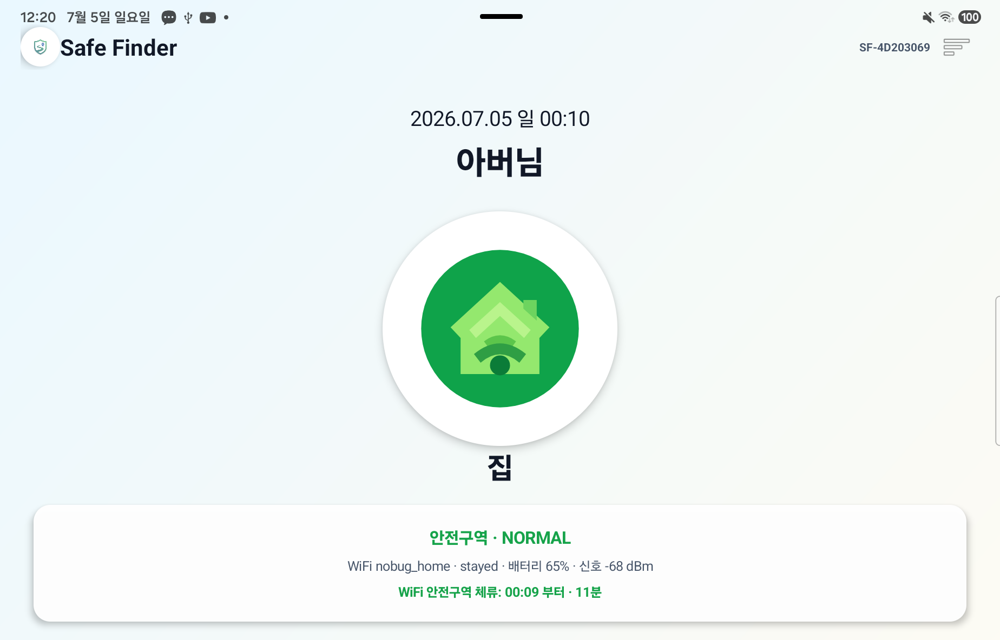 12:20 7월 5일 일요일
100
Safe Finder
SF-4D203069
2026.07.05 일 00:10
아버님
집
안전구역 · NORMAL
WiFi nobug_home · stayed · 배터리 65% · 신호 -68 dBm
WiFi 안전구역 체류: 00:09 부터 · 11분